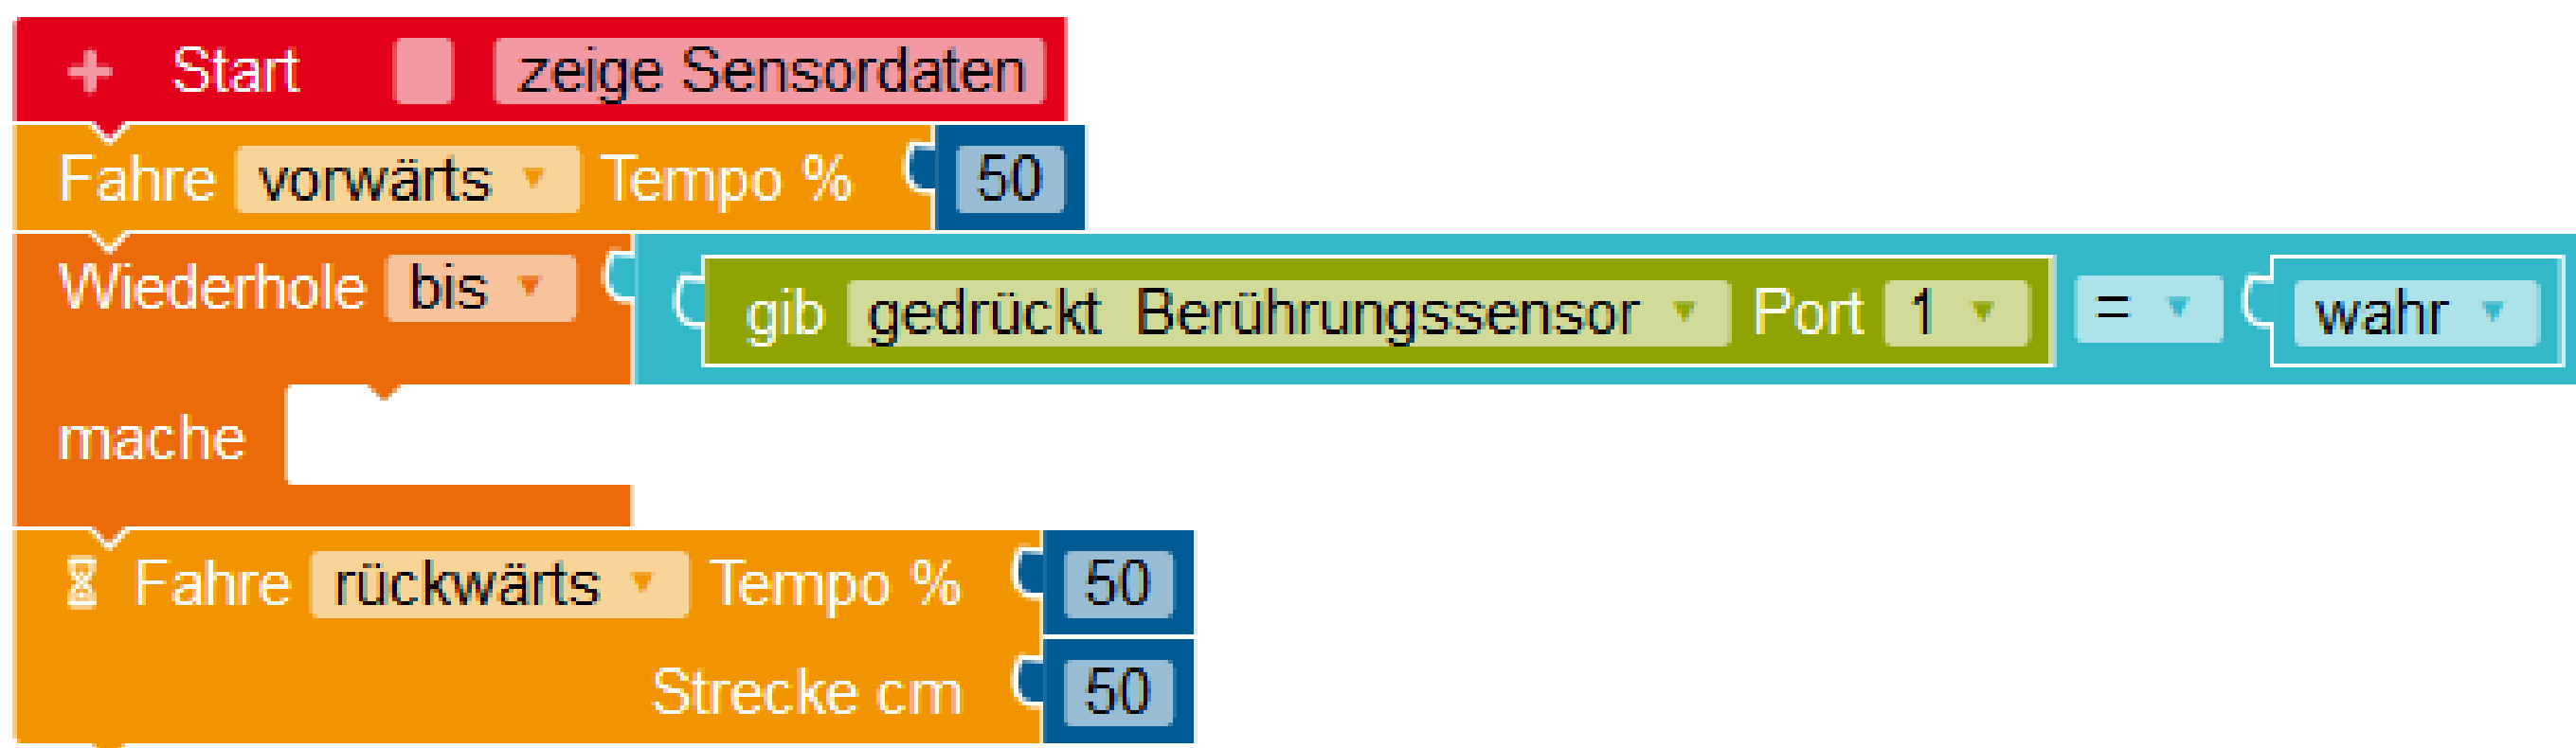 + Start zeige Sensordaten
Fahre vorwärts Tempo % 50
Wiederhole bis gib gedrückt Berührungssensor Port 1 = wahr
mache
Fahre rückwärts Tempo % 50
Strecke cm 50